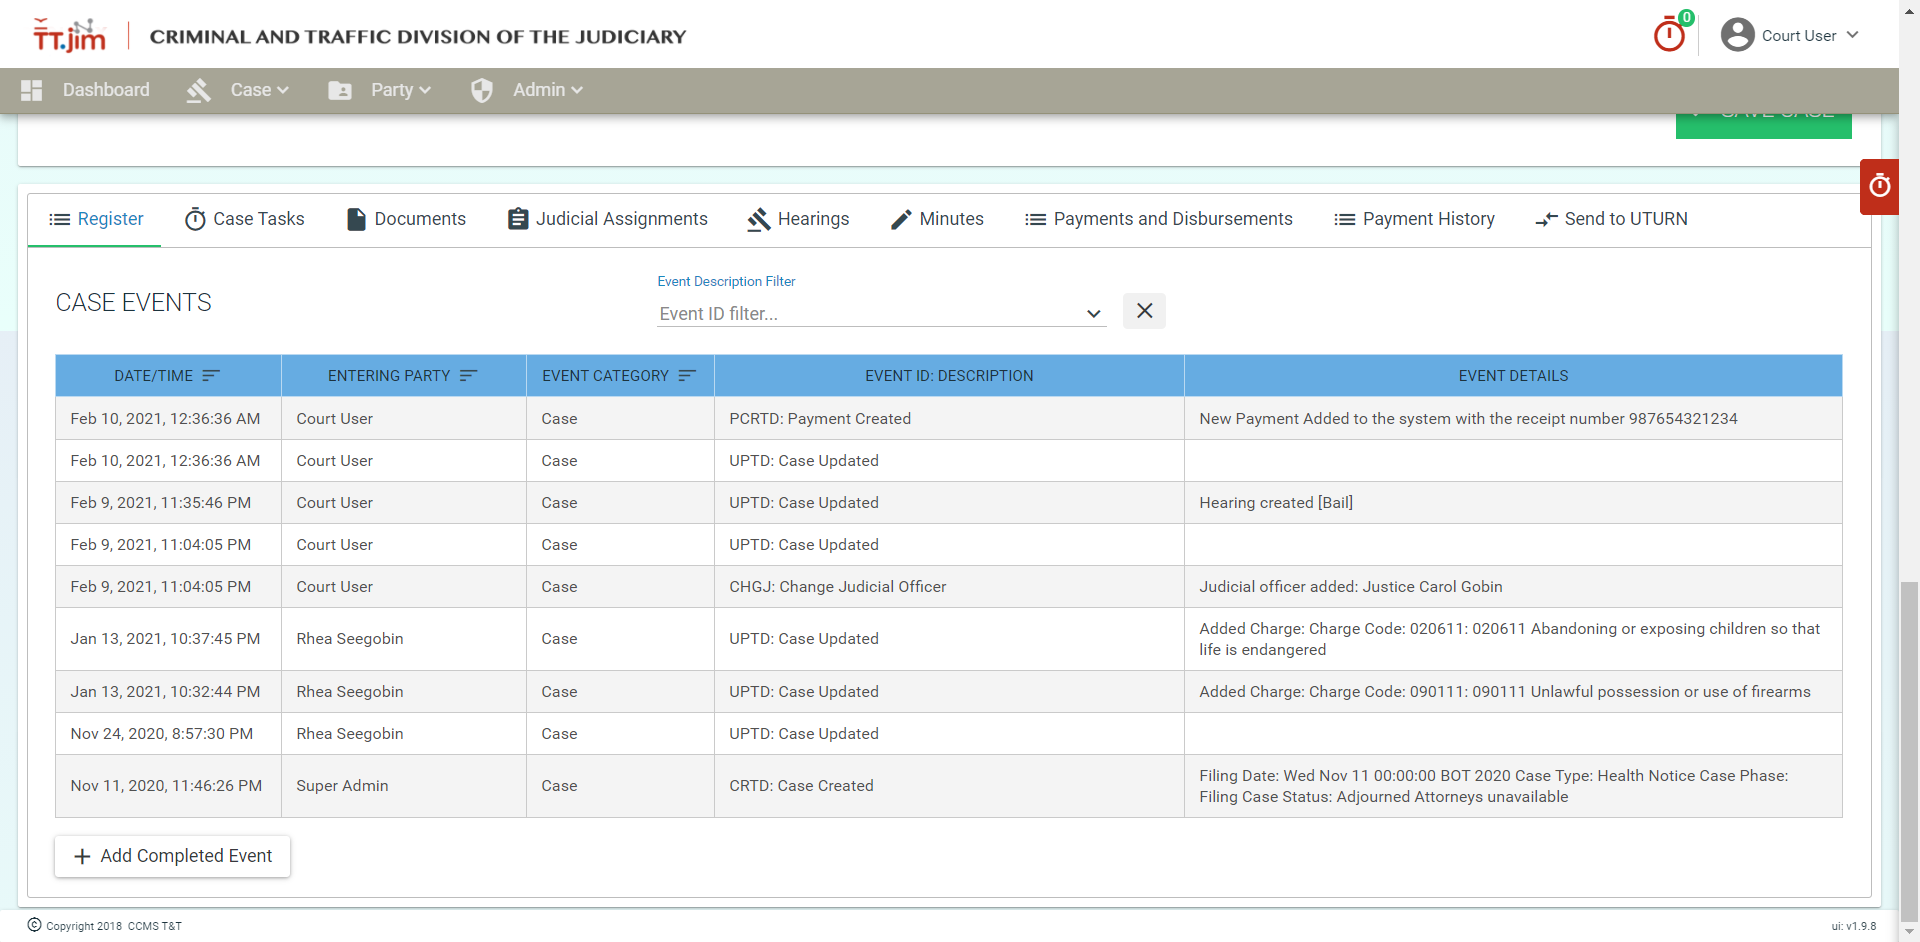 TT.jim
CRIMINAL AND TRAFFIC DIVISION OF THE JUDICIARY
0
Court User
Dashboard
Case
Party
Admin
SAVE CASE
Register
Case Tasks
Documents
Judicial Assignments
Hearings
Minutes
Payments and Disbursements
Payment History
Send to UTURN
CASE EVENTS
Event Description Filter
Event ID filter...
DATE/TIME ENTERING PARTY EVENT CATEGORY EVENT ID: DESCRIPTION EVENT DETAILS
Feb 10, 2021, 12:36:36 AM Court User Case PCRTD: Payment Created New Payment Added to the system with the receipt number 987654321234
Feb 10, 2021, 12:36:36 AM Court User Case UPTD: Case Updated
Feb 9, 2021, 11:35:46 PM Court User Case UPTD: Case Updated Hearing created [Bail]
Feb 9, 2021, 11:04:05 PM Court User Case UPTD: Case Updated
Feb 9, 2021, 11:04:05 PM Court User Case CHGJ: Change Judicial Officer Judicial officer added: Justice Carol Gobin
Jan 13, 2021, 10:37:45 PM Rhea Seegobin Case UPTD: Case Updated Added Charge: Charge Code: 020611: 020611 Abandoning or exposing children so that
life is endangered
Jan 13, 2021, 10:32:44 PM Rhea Seegobin Case UPTD: Case Updated Added Charge: Charge Code: 090111: 090111 Unlawful possession or use of firearms
Nov 24, 2020, 8:57:30 PM Rhea Seegobin Case UPTD: Case Updated
Nov 11, 2020, 11:46:26 PM Super Admin Case CRTD: Case Created Filing Date: Wed Nov 11 00:00:00 BOT 2020 Case Type: Health Notice Case Phase:
Filing Case Status: Adjourned Attorneys unavailable
Add Completed Event
© Copyright 2018 CCMS T&T
ui: v1.9.8